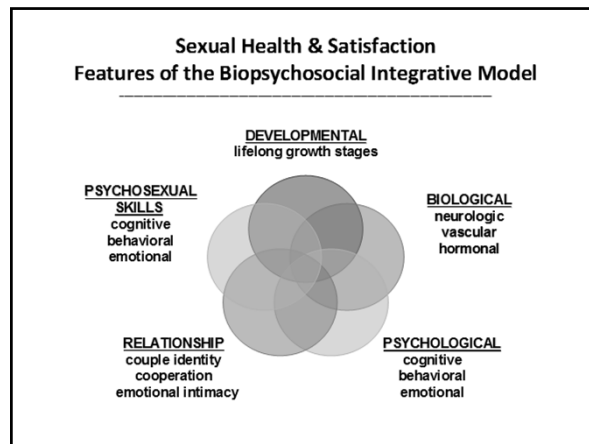 Sexual Health & Satisfaction
Features of the Biopsychosocial Integrative Model
DEVELOPMENTAL
lifelong growth stages
PSYCHOSEXUAL
SKILLS
cognitive
behavioral
emotional
BIOLOGICAL
neurologic
vascular
hormonal
RELATIONSHIP
couple identity
cooperation
emotional intimacy
PSYCHOLOGICAL
cognitive
behavioral
emotional